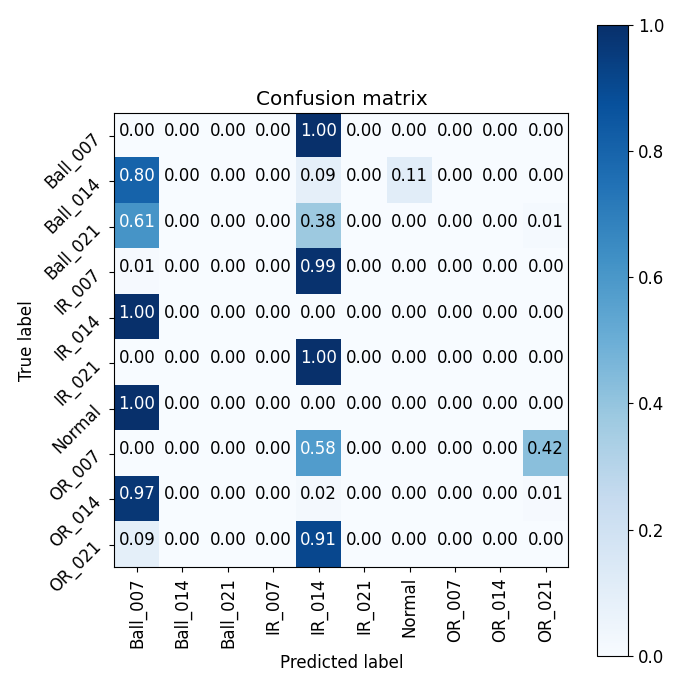 Confusion matrix
Ball_007 0.00 0.00 0.00 0.00 1.00 0.00 0.00 0.00 0.00 0.00
Ball_014 0.80 0.00 0.00 0.00 0.09 0.00 0.11 0.00 0.00 0.00
Ball_021 0.61 0.00 0.00 0.00 0.38 0.00 0.00 0.00 0.00 0.01
IR_007 0.01 0.00 0.00 0.00 0.99 0.00 0.00 0.00 0.00 0.00
IR_014 1.00 0.00 0.00 0.00 0.00 0.00 0.00 0.00 0.00 0.00
IR_021 0.00 0.00 0.00 0.00 1.00 0.00 0.00 0.00 0.00 0.00
Normal 1.00 0.00 0.00 0.00 0.00 0.00 0.00 0.00 0.00 0.00
OR_007 0.00 0.00 0.00 0.00 0.58 0.00 0.00 0.00 0.00 0.42
OR_014 0.97 0.00 0.00 0.00 0.02 0.00 0.00 0.00 0.00 0.01
OR_021 0.09 0.00 0.00 0.00 0.91 0.00 0.00 0.00 0.00 0.00
True label
Ball_007 Ball_014 Ball_021 IR_007 IR_014 IR_021 Normal OR_007 OR_014 OR_021
Predicted label
1.0
0.8
0.6
0.4
0.2
0.0